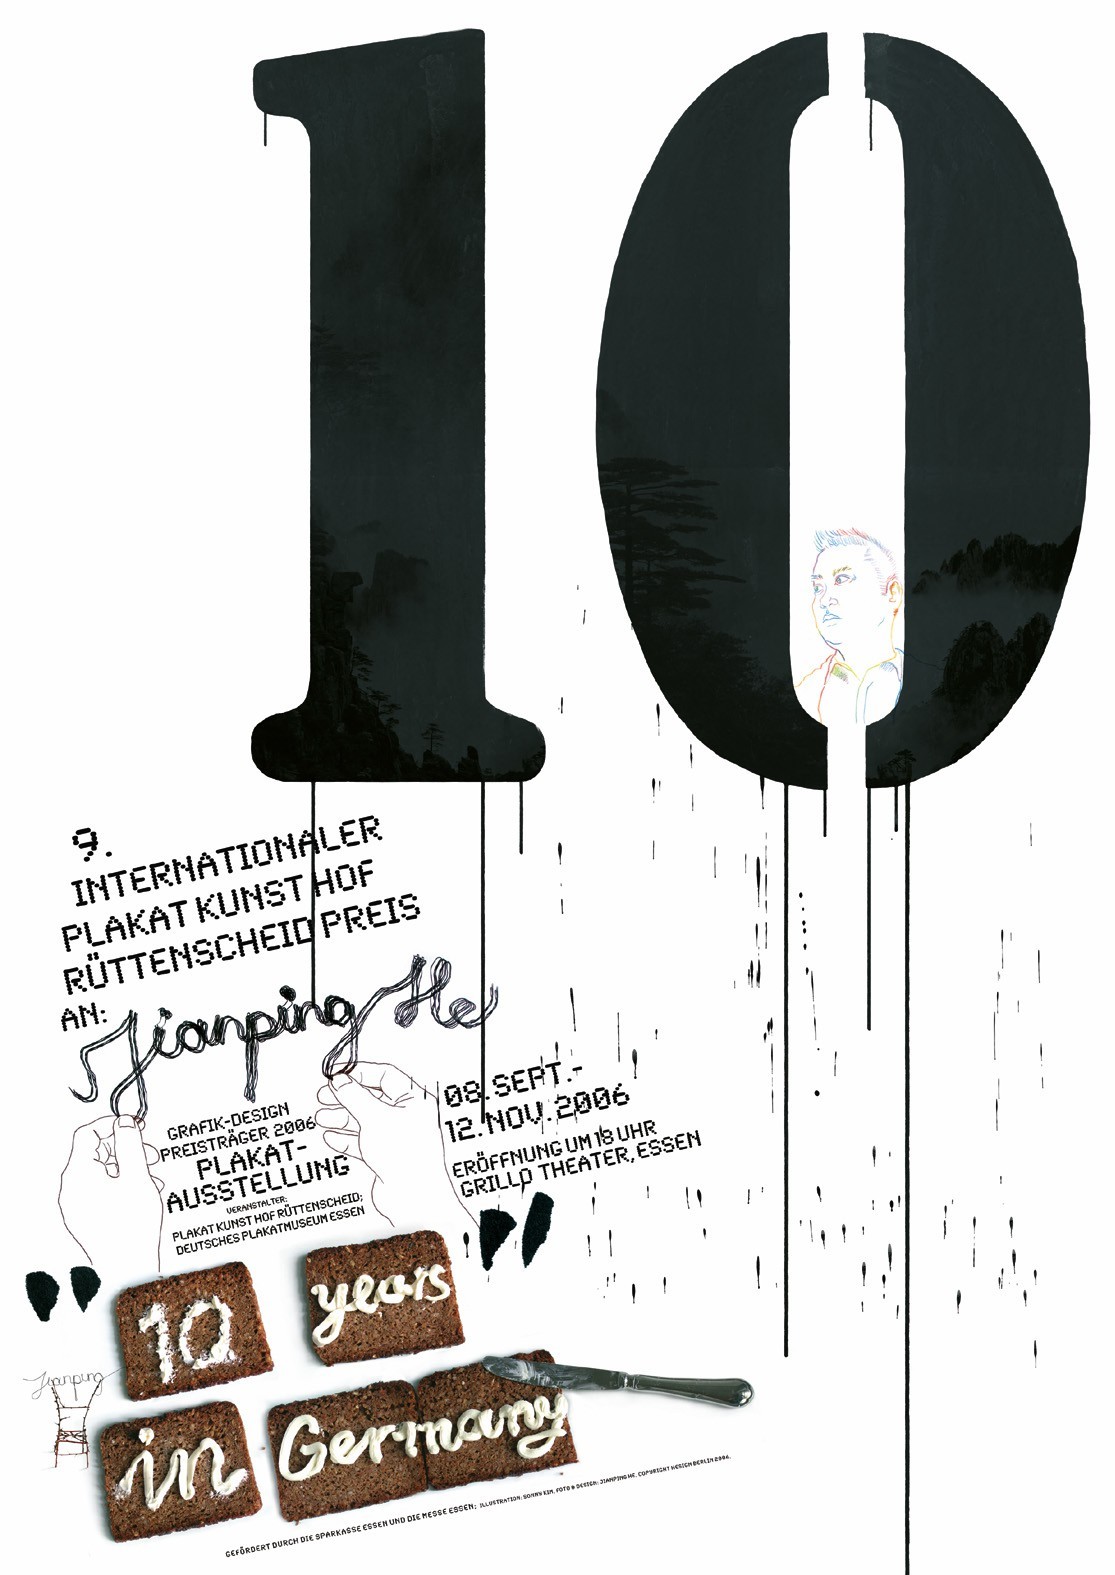 10
9.
INTERNATIONALER
PLAKAT KUNST HOF
RÜTTENSCHEID PREIS
AN:
Jianping He
GRAFIK-DESIGN
PREISTRÄGER 2006
PLAKAT-
AUSSTELLUNG
VERANSTALTER:
PLAKAT KUNST HOF RÜTTENSCHEID;
DEUTSCHES PLAKATMUSEUM ESSEN
08. SEPT.-
12. NOV. 2006
ERÖFFNUNG UM 18 UHR
GRILLO THEATER, ESSEN
"10 years"
in Germany
Jianping
GEFÖRDERT DURCH DIE SPARKASSE ESSEN UND DIE MESSE ESSEN; ILLUSTRATION: SONNY KIM. FOTO & DESIGN: JIANPING HE. COPYRIGHT HESIGN BERLIN 2006.